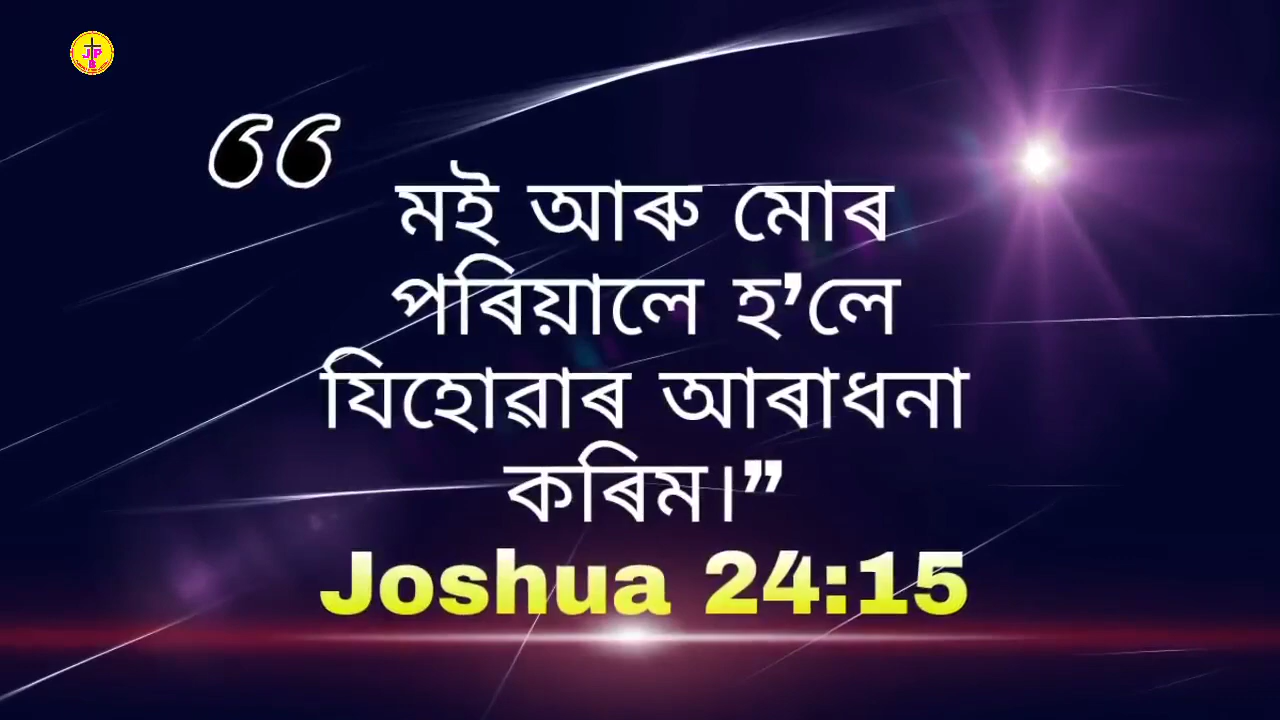 “মই আৰু মোৰ
পৰিয়ালে হ’লে
যিহোৱাৰ আৰাধনা
কৰিম।”
Joshua 24:15